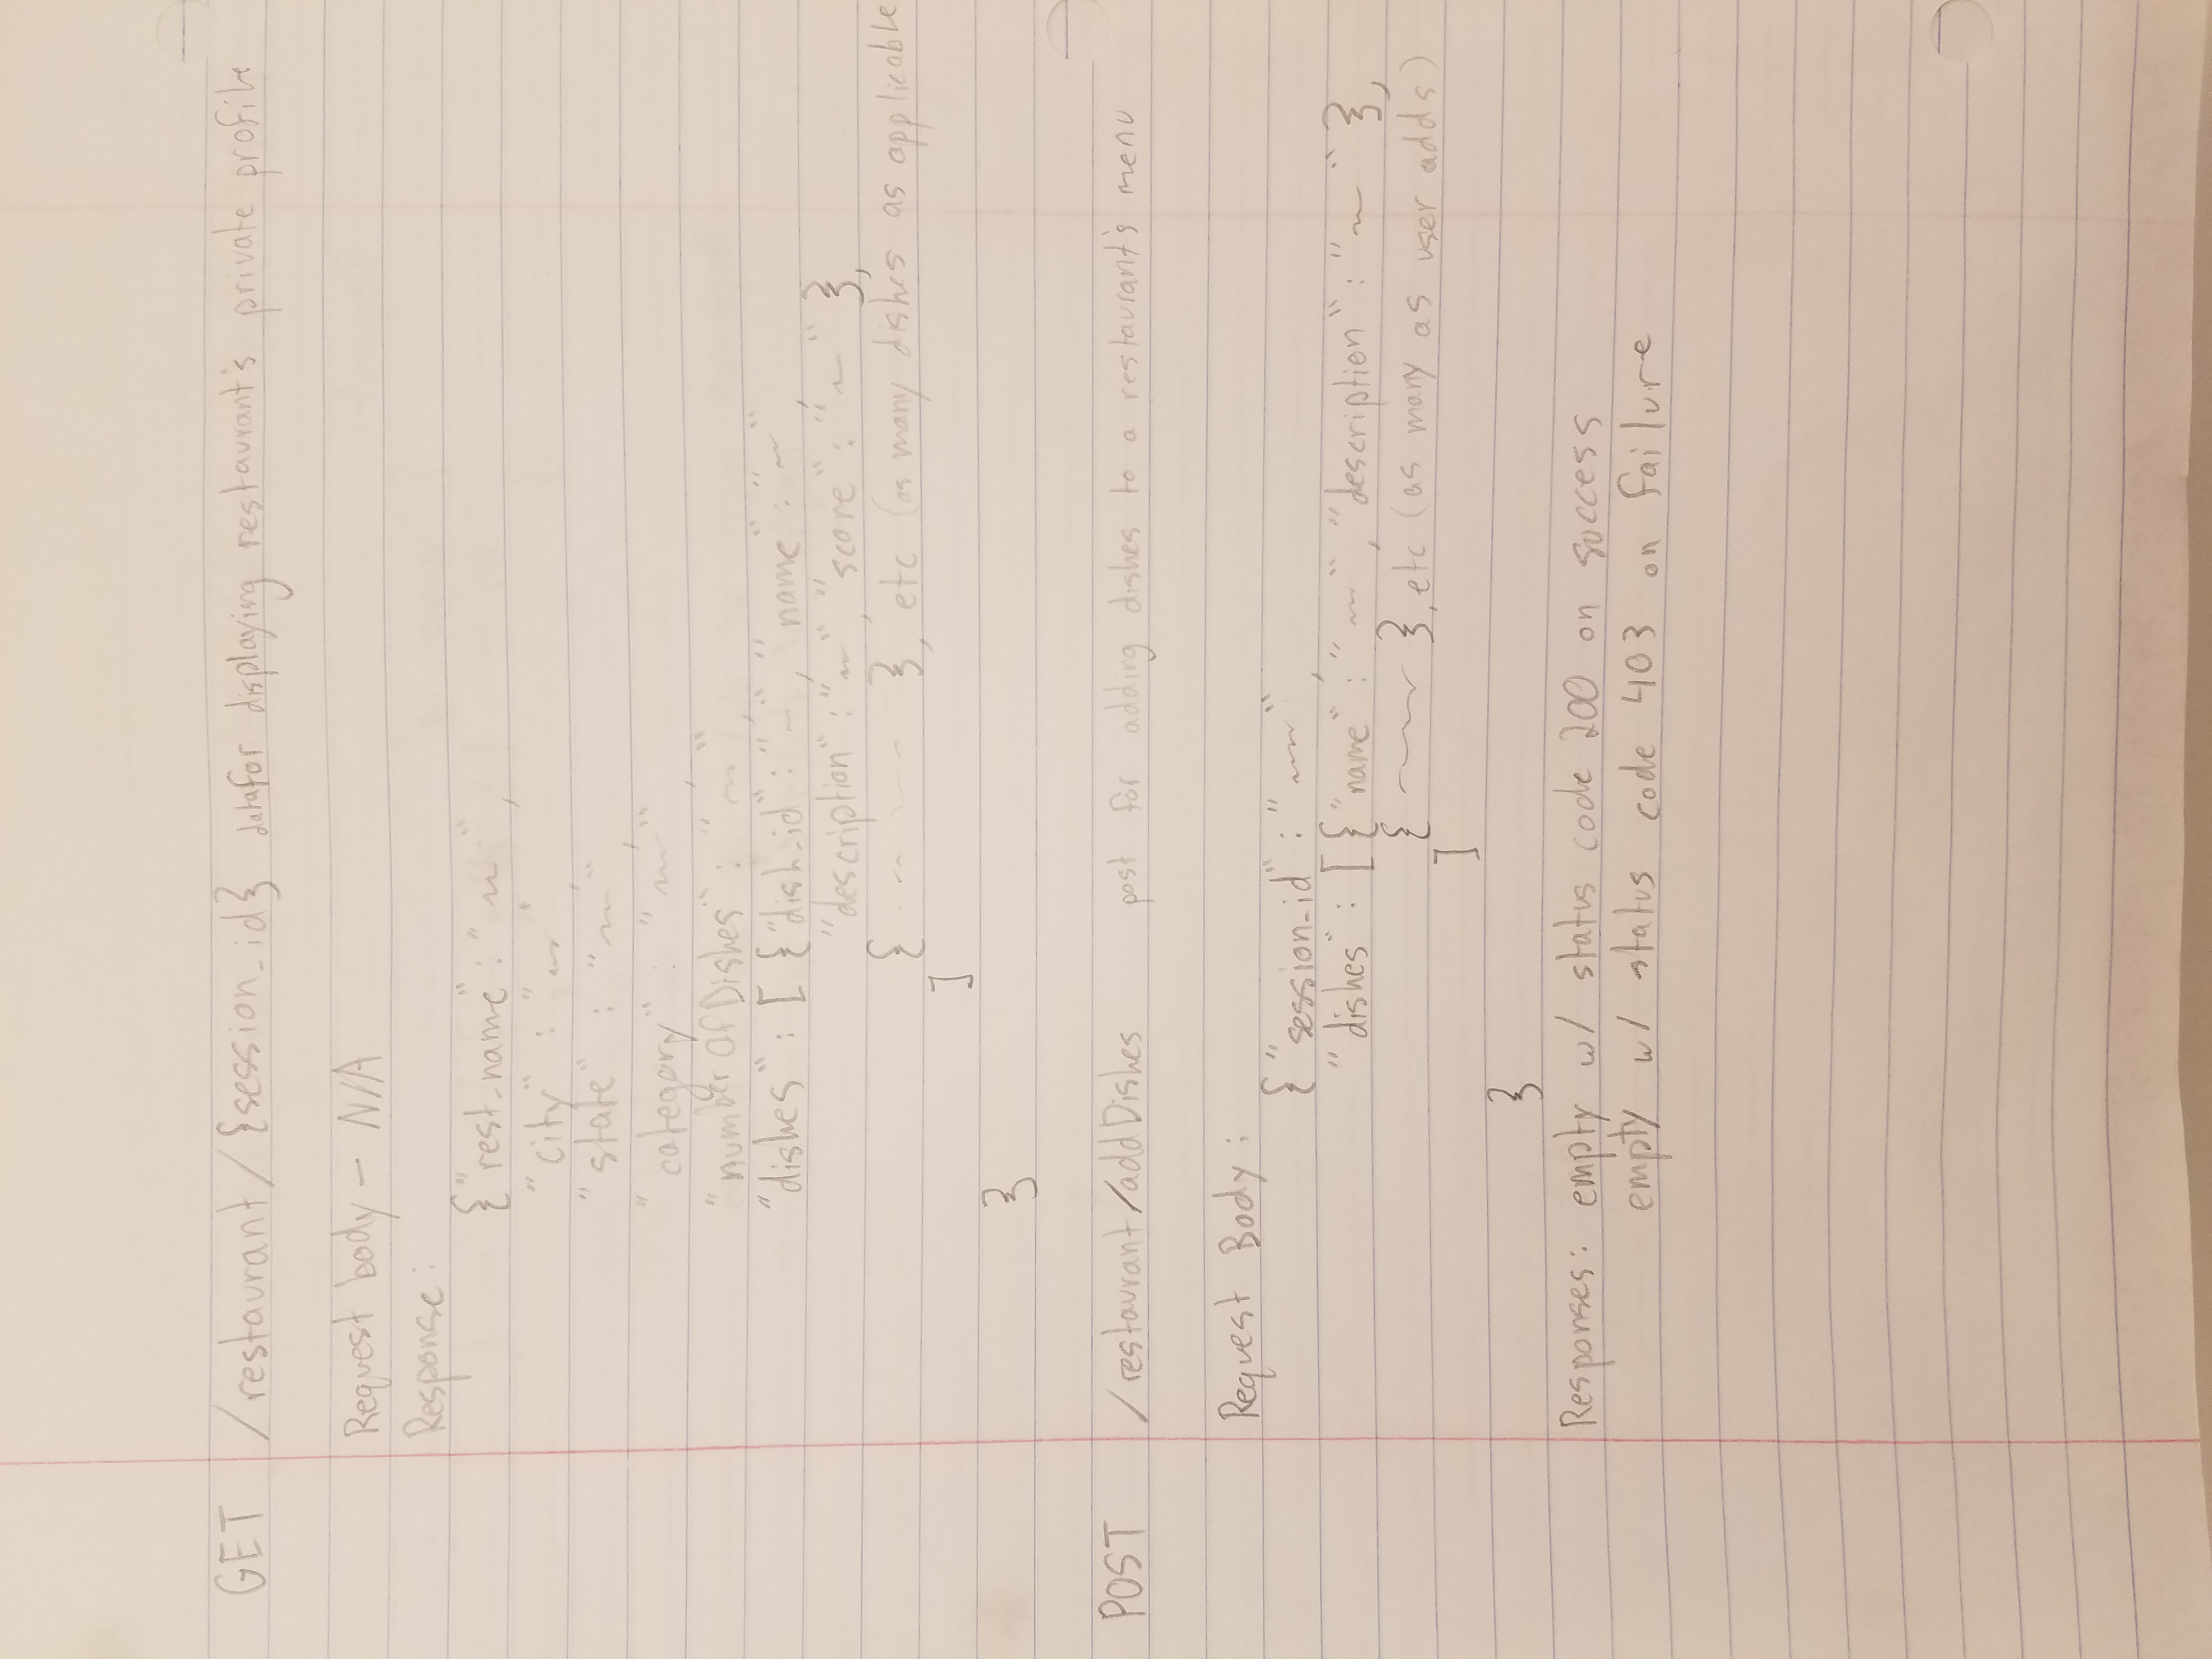 GET /restaurant/{session_id} data for displaying restaurant's private profile
Request body - N/A
Response:
{"rest_name": "~",
"city" : "~",
"state" : "~",
"category" : "~",
"numberOfDishes" : "~",
"dishes" : [ {"dish_id" : "~", "name" : "~",
"description" : "~", "score" : "~" },
{ ~ ~ ~ }, etc (as many dishes as applicable
]
}
POST /restaurant/addDishes post for adding dishes to a restaurant's menu
Request Body :
{ "session_id" : "~",
"dishes" : [ { "name" : "~", "description" : "~" },
{ ~ }, etc (as many as user adds)
]
}
Responses: empty w/ status code 200 on success
empty w/ status code 403 on failure